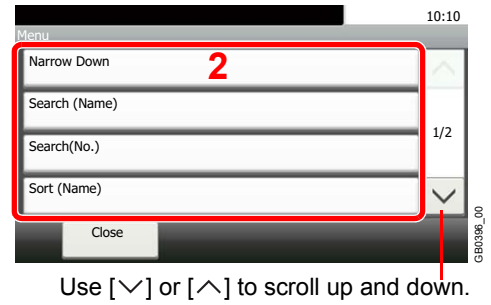 10:10
Menu
Narrow Down
2
Search (Name)
1/2
Search(No.)
Sort (Name)
Close
GB0398_00
Use [∨] or [∧] to scroll up and down.